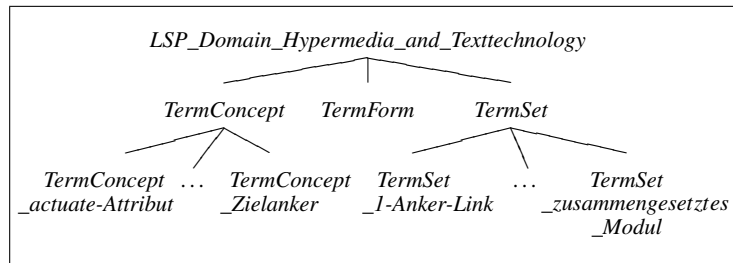 LSP_Domain_Hypermedia_and_Texttechnology
TermConcept TermForm TermSet
TermConcept ... TermConcept TermSet ... TermSet
_actuate-Attribut _Zielanker _1-Anker-Link _zusammengesetztes
_Modul